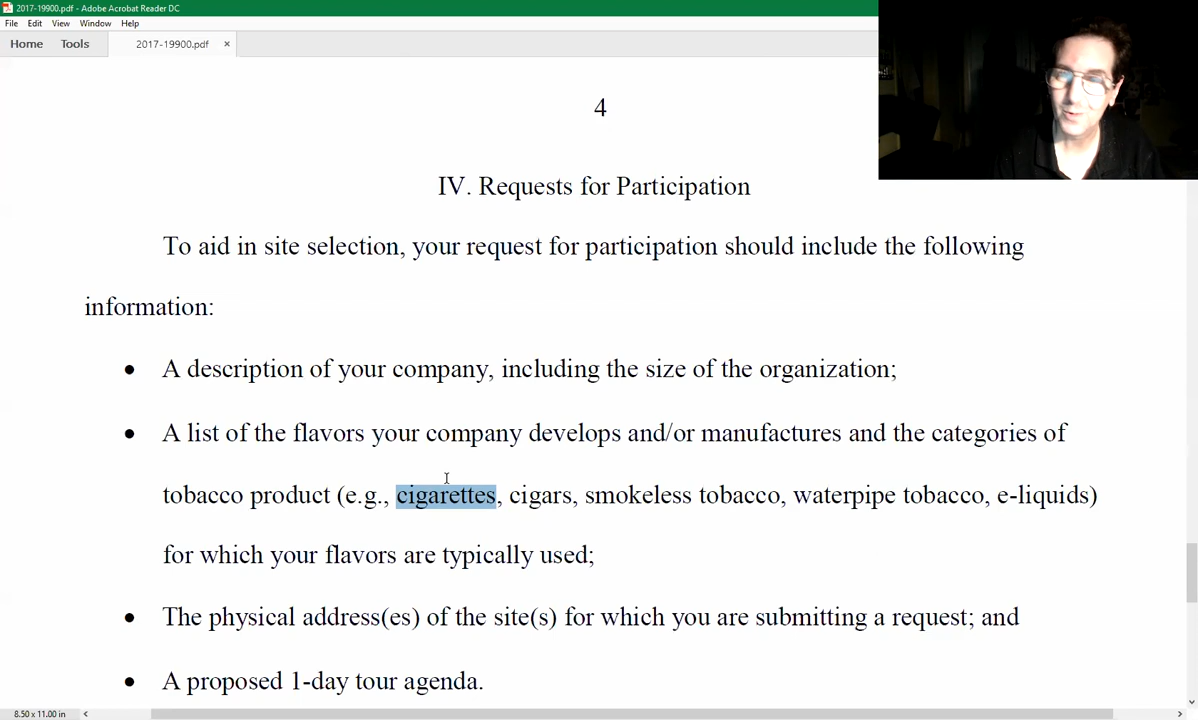 2017-19900.pdf - Adobe Acrobat Reader DC
File Edit View Window Help
Home Tools 2017-19900.pdf ×
4
IV. Requests for Participation
To aid in site selection, your request for participation should include the following
information:
• A description of your company, including the size of the organization;
• A list of the flavors your company develops and/or manufactures and the categories of
tobacco product (e.g., cigarettes, cigars, smokeless tobacco, waterpipe tobacco, e-liquids)
for which your flavors are typically used;
• The physical address(es) of the site(s) for which you are submitting a request; and
• A proposed 1-day tour agenda.
8.50 x 11.00 in